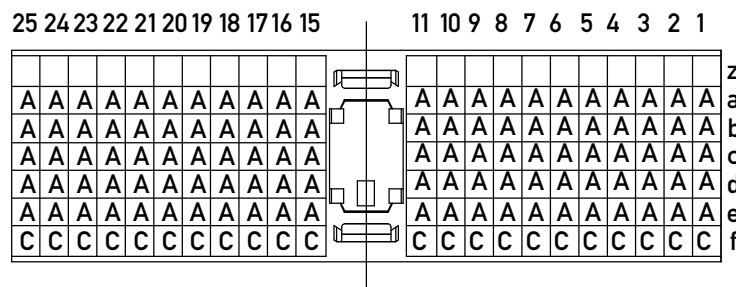 25 24 23 22 21 20 19 18 17 16 15 11 10 9 8 7 6 5 4 3 2 1
z
A A A A A A A A A A A A A A A A A A A A A A a
A A A A A A A A A A A A A A A A A A A A A A b
A A A A A A A A A A A A A A A A A A A A A A c
A A A A A A A A A A A A A A A A A A A A A A d
A A A A A A A A A A A A A A A A A A A A A A e
C C C C C C C C C C C C C C C C C C C C C C f